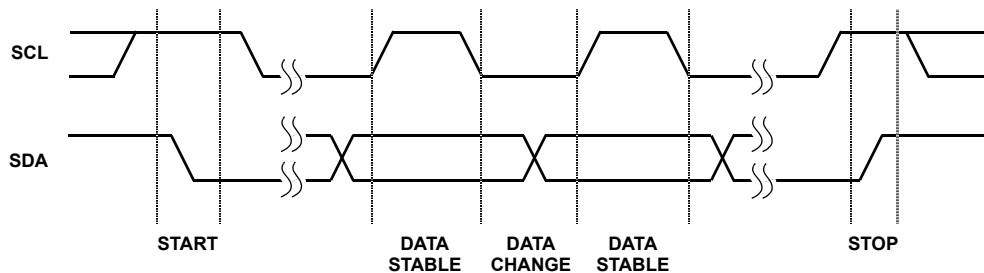 SCL
SDA
START
DATA
STABLE
DATA
CHANGE
DATA
STABLE
STOP